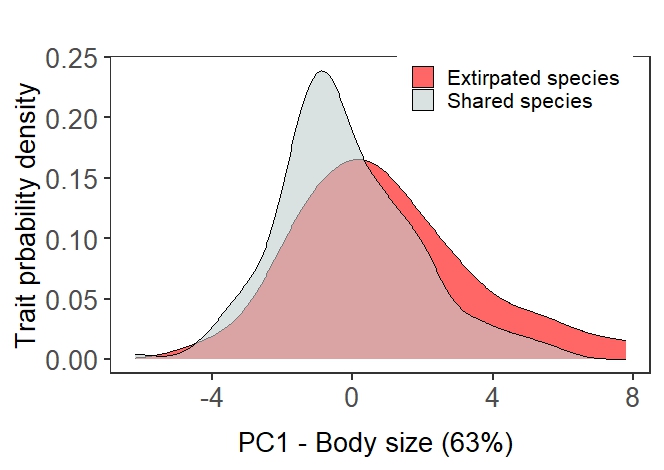 0.25
0.20
0.15
0.10
0.05
0.00
Trait prbability density
Extirpated species
Shared species
-4
0
4
8
PC1 - Body size (63%)